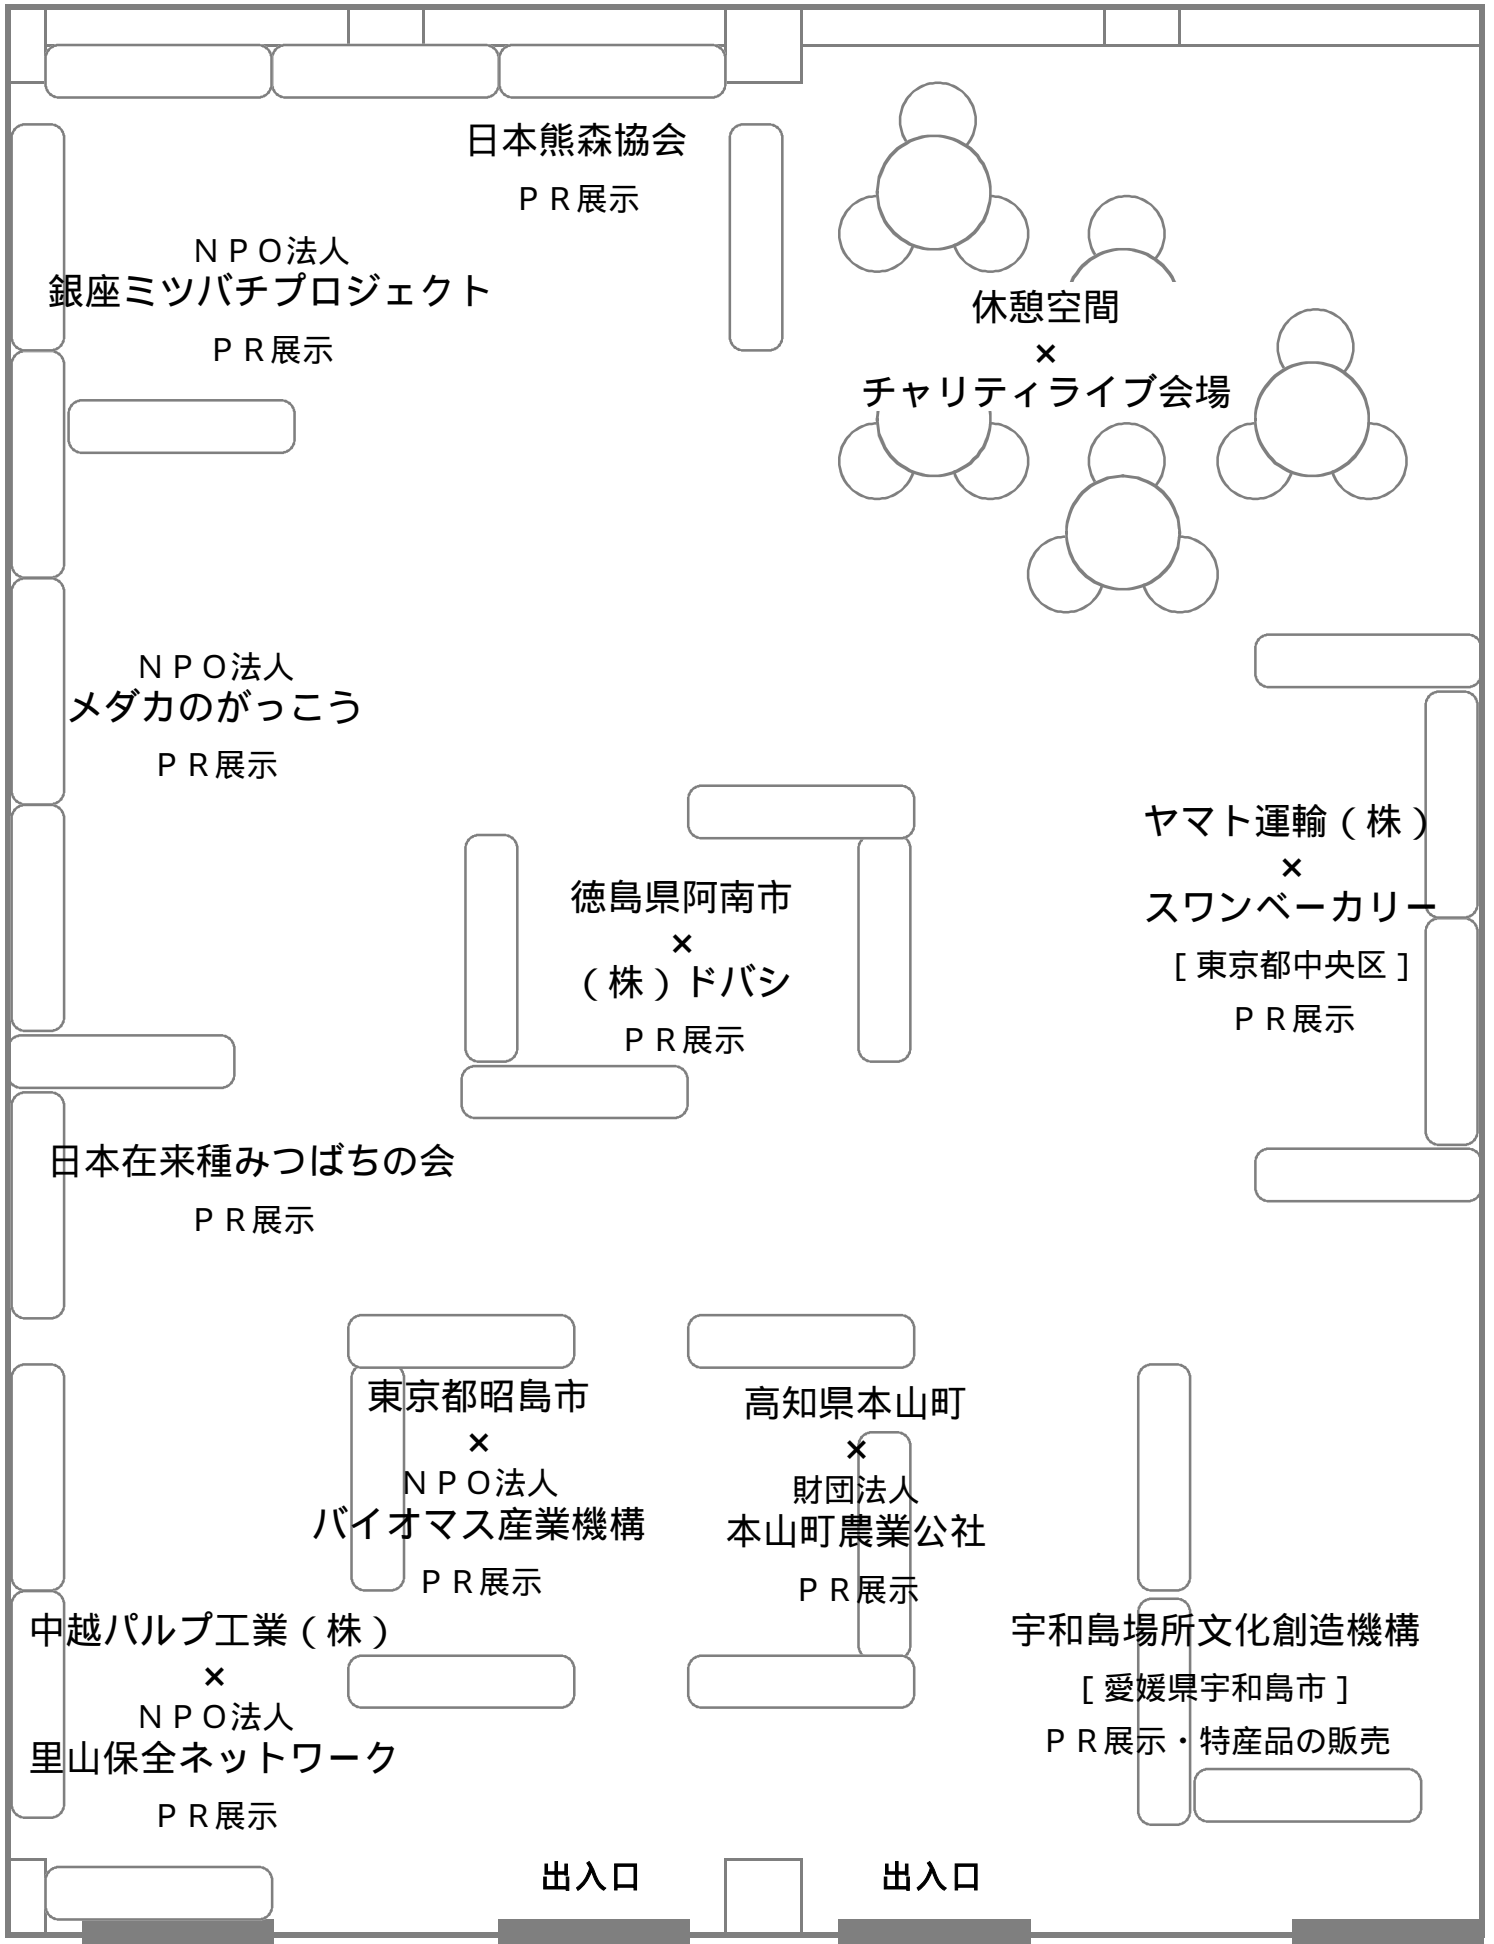 日本熊森協会
ＰＲ展示
ＮＰＯ法人
銀座ミツバチプロジェクト
ＰＲ展示
休憩空間
×
チャリティライブ会場
ＮＰＯ法人
メダカのがっこう
ＰＲ展示
徳島県阿南市
×
（株）ドバシ
ＰＲ展示
ヤマト運輸（株）
×
スワンベーカリー
[ 東京都中央区 ]
ＰＲ展示
日本在来種みつばちの会
ＰＲ展示
東京都昭島市
×
ＮＰＯ法人
バイオマス産業機構
ＰＲ展示
高知県本山町
×
財団法人
本山町農業公社
ＰＲ展示
中越パルプ工業（株）
×
ＮＰＯ法人
里山保全ネットワーク
ＰＲ展示
宇和島場所文化創造機構
[ 愛媛県宇和島市 ]
ＰＲ展示・特産品の販売
出入口
出入口